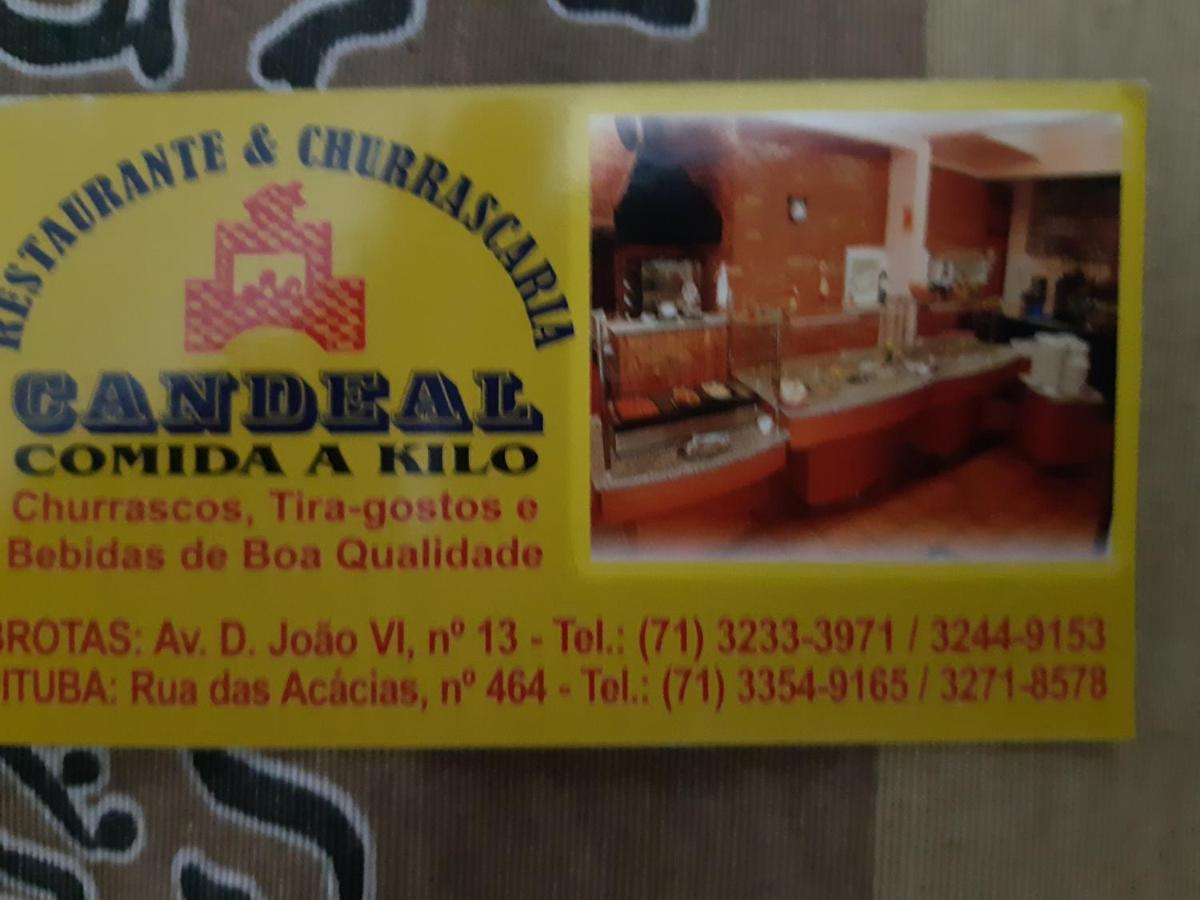 RESTAURANTE & CHURRASCARIA
CANDEAL
COMIDA A KILO
Churrascos, Tira-gostos e
Bebidas de Boa Qualidade
BROTAS: Av. D. João VI, nº 13 - Tel.: (71) 3233-3971 / 3244-9153
ITUBA: Rua das Acácias, nº 464 - Tel.: (71) 3354-9165 / 3271-8578